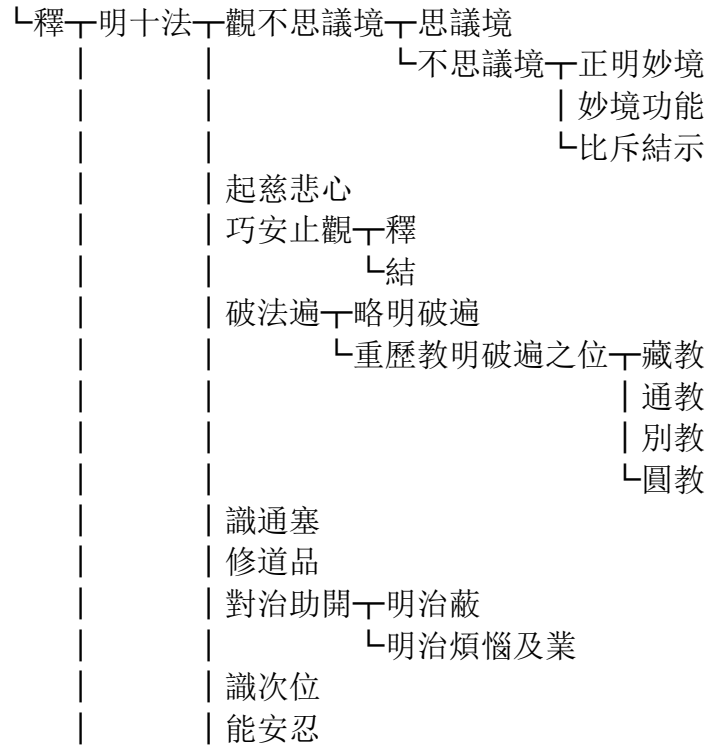 └釋┬明十法┬觀不思議境┬思議境
└不思議境┬正明妙境
│妙境功能
└比斥結示
起慈悲心
巧安止觀┬釋
└結
破法遍┬略明破遍
└重歷教明破遍之位┬藏教
│通教
│別教
└圓教
識通塞
修道品
對治助開┬明治蔽
└明治煩惱及業
識次位
能安忍